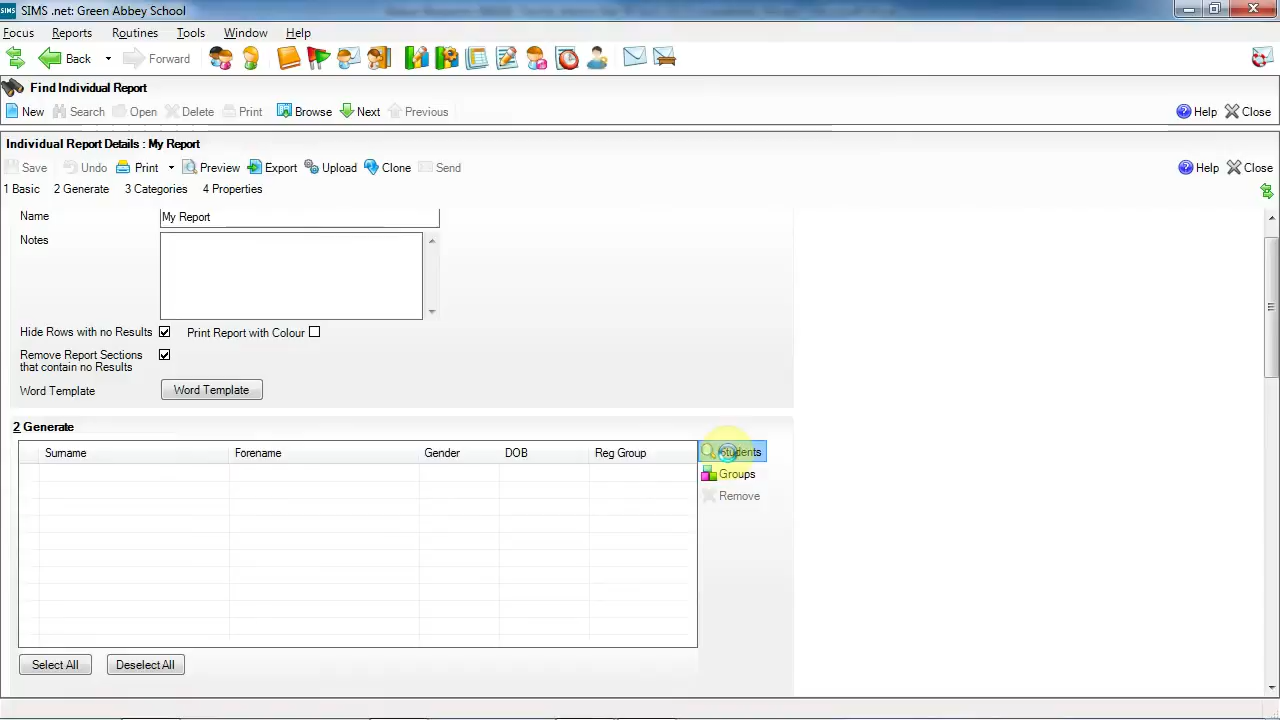 SIMS SIMS .net: Green Abbey School
Focus Reports Routines Tools Window Help
Back Forward
Find Individual Report
New Search Open Delete Print Browse Next Previous Help Close
Individual Report Details : My Report
Save Undo Print Preview Export Upload Clone Send Help Close
1 Basic 2 Generate 3 Categories 4 Properties
Name My Report
Notes
Hide Rows with no Results Print Report with Colour
Remove Report Sections
that contain no Results
Word Template Word Template
2 Generate
Surname Forename Gender DOB Reg Group Students
Groups
Remove
Select All Deselect All